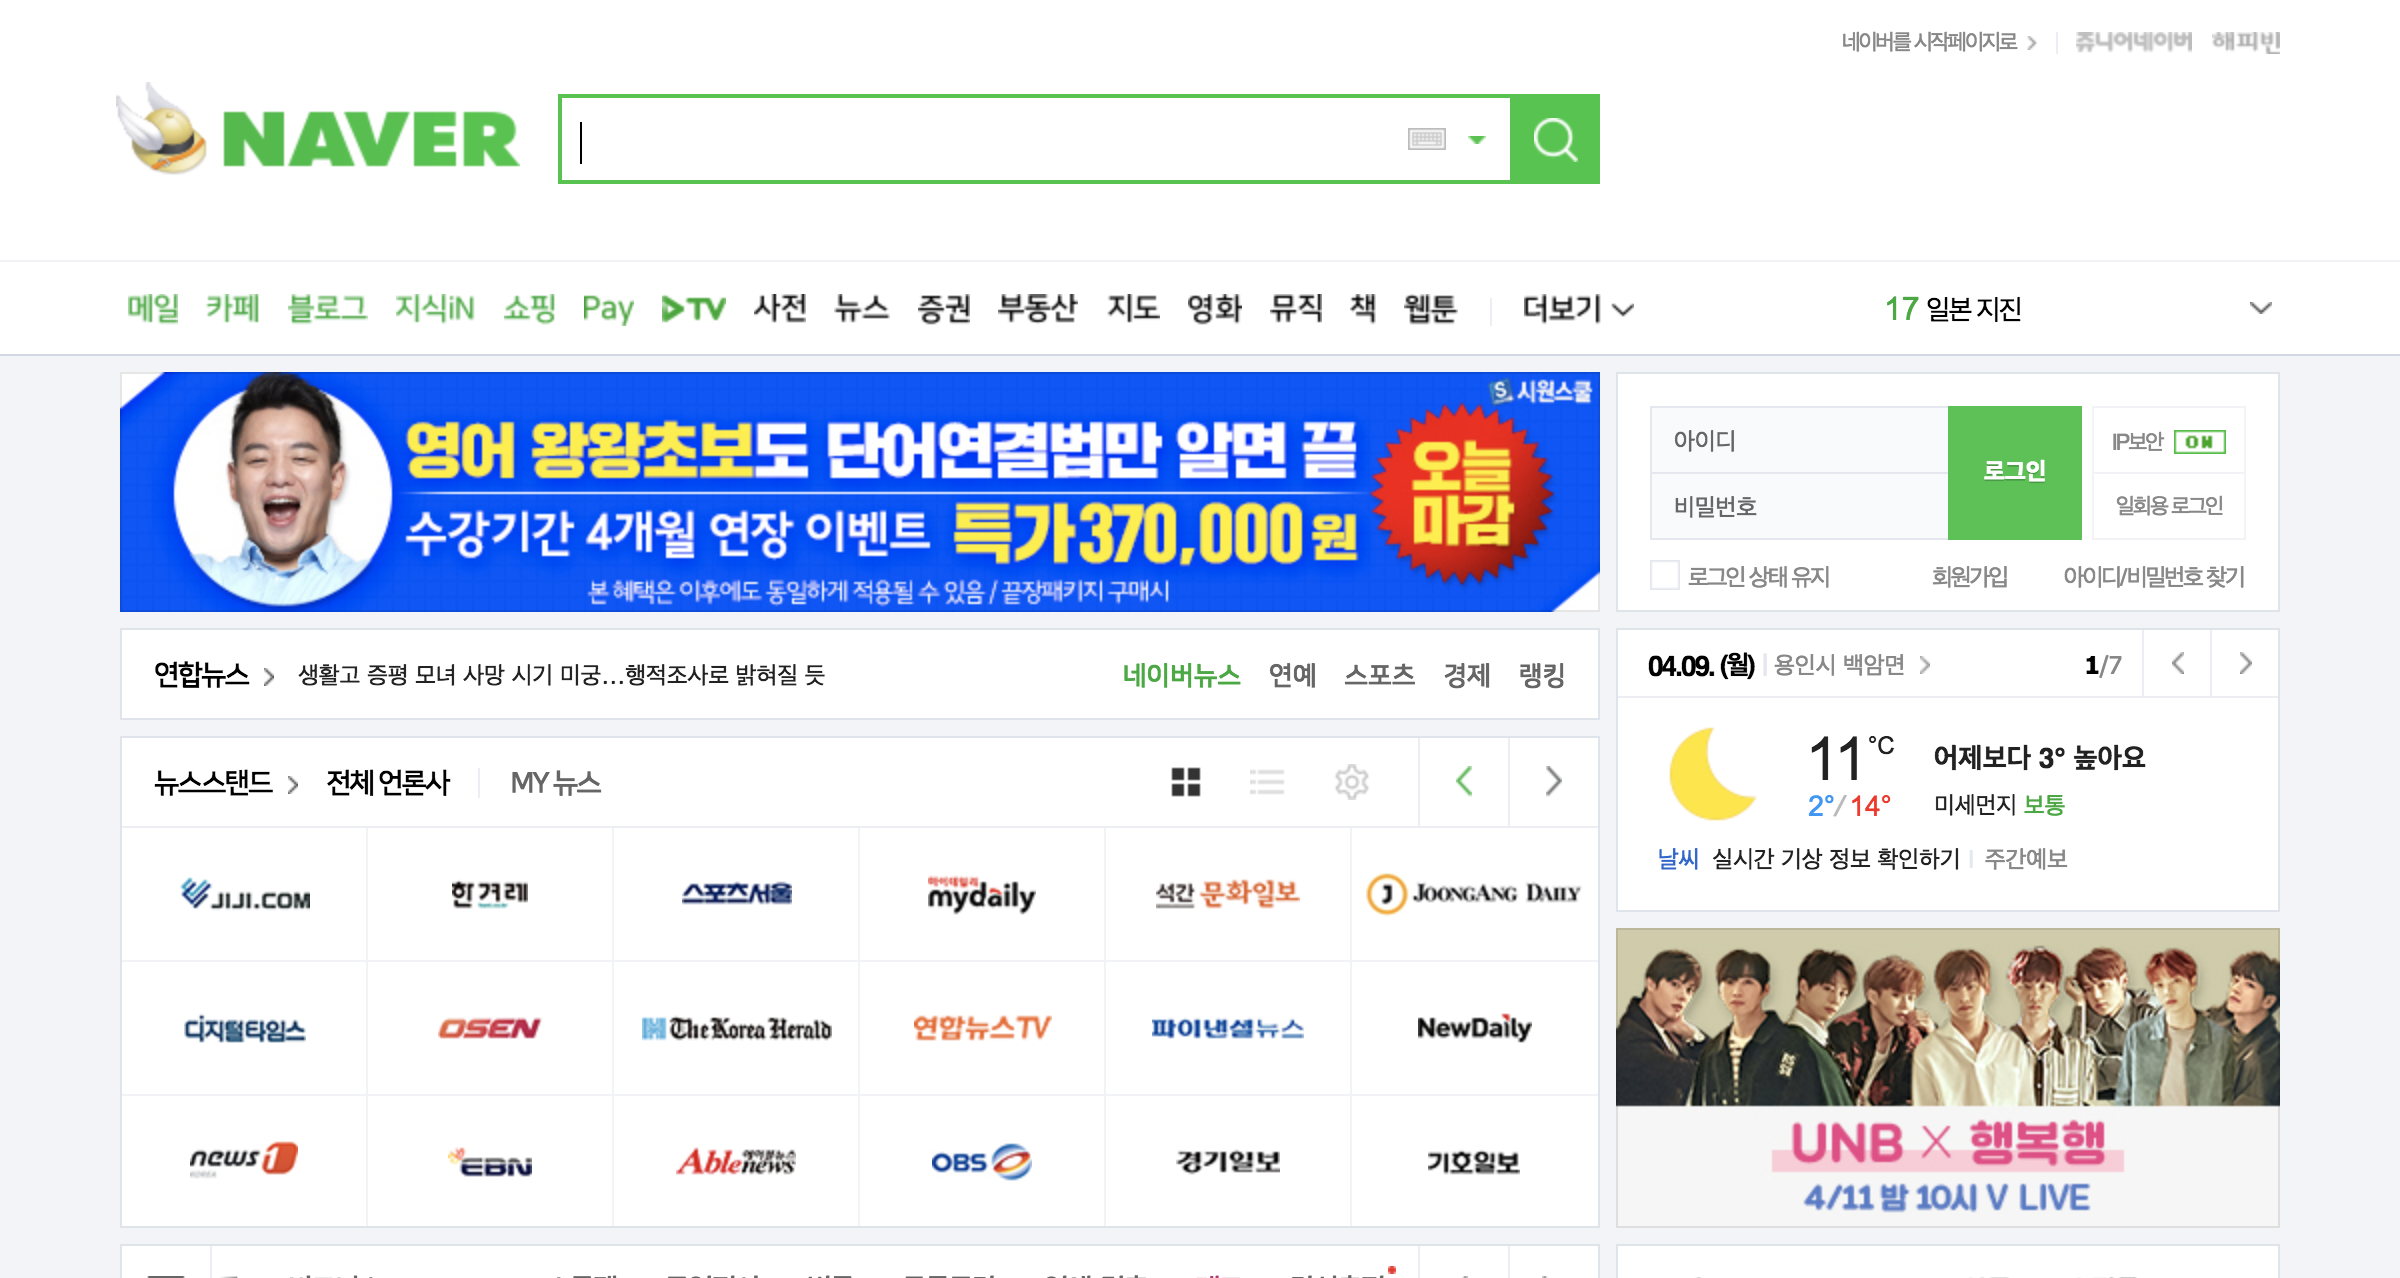 네이버를 시작페이지로
쥬니어네이버 해피빈
NAVER
메일 카페 블로그 지식iN 쇼핑 Pay TV 사전 뉴스 증권 부동산 지도 영화 뮤직 책 웹툰 더보기
17 일본 지진
S 시원스쿨
영어 왕왕초보도 단어연결법만 알면 끝
수강기간 4개월 연장 이벤트 특가370,000원
본 혜택은 이후에도 동일하게 적용될 수 있음 / 끝장패키지 구매시
오늘
마감
아이디
비밀번호
로그인
IP보안 ON
일회용 로그인
로그인 상태 유지 회원가입 아이디/비밀번호 찾기
연합뉴스 생활고 증평 모녀 사망 시기 미궁...행적조사로 밝혀질 듯
네이버뉴스 연예 스포츠 경제 랭킹
04.09. (월) 용인시 백암면 1/7
11°C 어제보다 3° 높아요
2°/14° 미세먼지 보통
날씨 실시간 기상 정보 확인하기 주간예보
뉴스스탠드 전체 언론사 MY 뉴스
JIJI.COM 한겨레 스포츠서울 마이데일리 mydaily 석간 문화일보 J JOONGANG DAILY
디지털타임스 OSEN The Korea Herald 연합뉴스TV 파이낸셜뉴스 NewDaily
news1 KOREA EBN Ablenews 에이블뉴스 OBS 경기일보 기호일보
UNB X 행복행
4/11 밤 10시 V LIVE